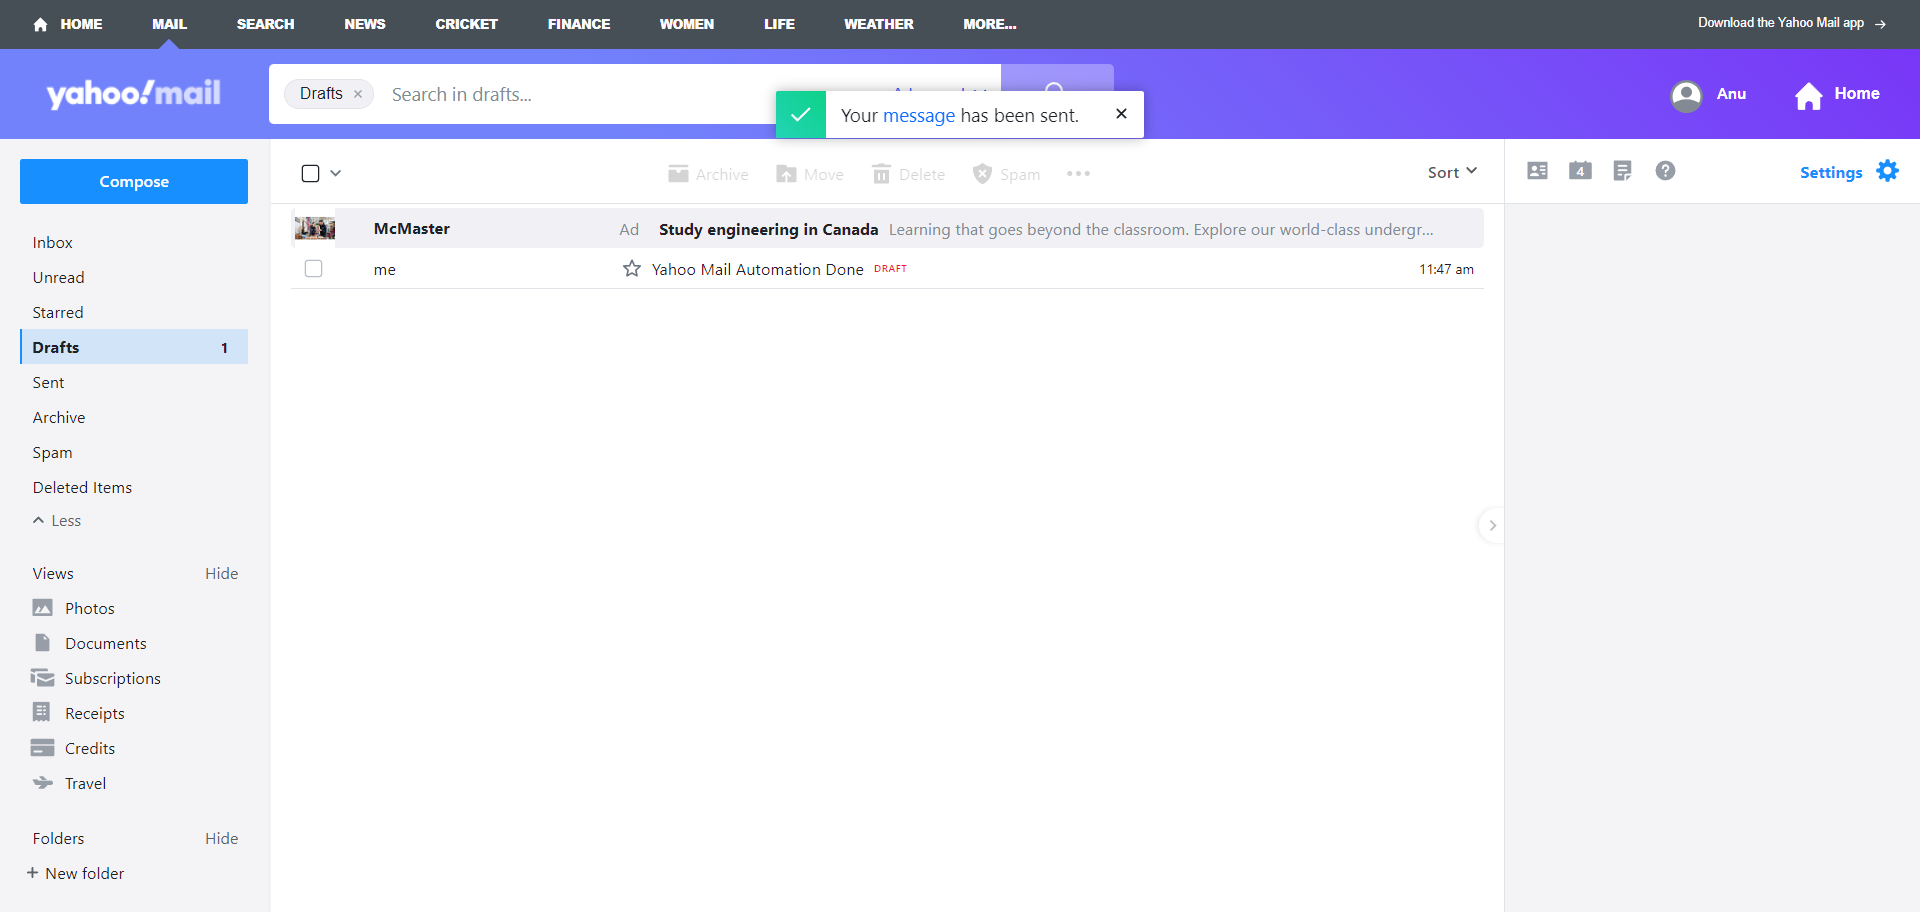 HOME MAIL SEARCH NEWS CRICKET FINANCE WOMEN LIFE WEATHER MORE... Download the Yahoo Mail app →
yahoo!mail Drafts × Search in drafts... Anu Home
Your message has been sent. ×
Compose Archive Move Delete Spam Sort 4 ? Settings
McMaster Ad Study engineering in Canada Learning that goes beyond the classroom. Explore our world-class undergr...
me Yahoo Mail Automation Done DRAFT 11:47 am
Inbox
Unread
Starred
Drafts 1
Sent
Archive
Spam
Deleted Items
Less
Views Hide
Photos
Documents
Subscriptions
Receipts
Credits
Travel
Folders Hide
+ New folder